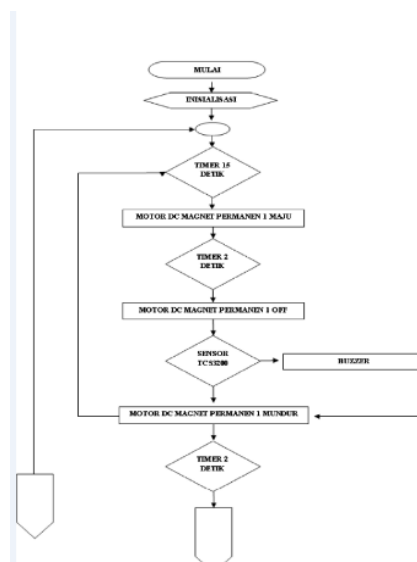 MULAI
INISIALISASI
TIMER 15
DETIK
MOTOR DC MAGNET PERMANEN 1 MAJU
TIMER 2
DETIK
MOTOR DC MAGNET PERMANEN 1 OFF
SENSOR
TCS3200
BUZZER
MOTOR DC MAGNET PERMANEN 1 MUNDUR
TIMER 2
DETIK